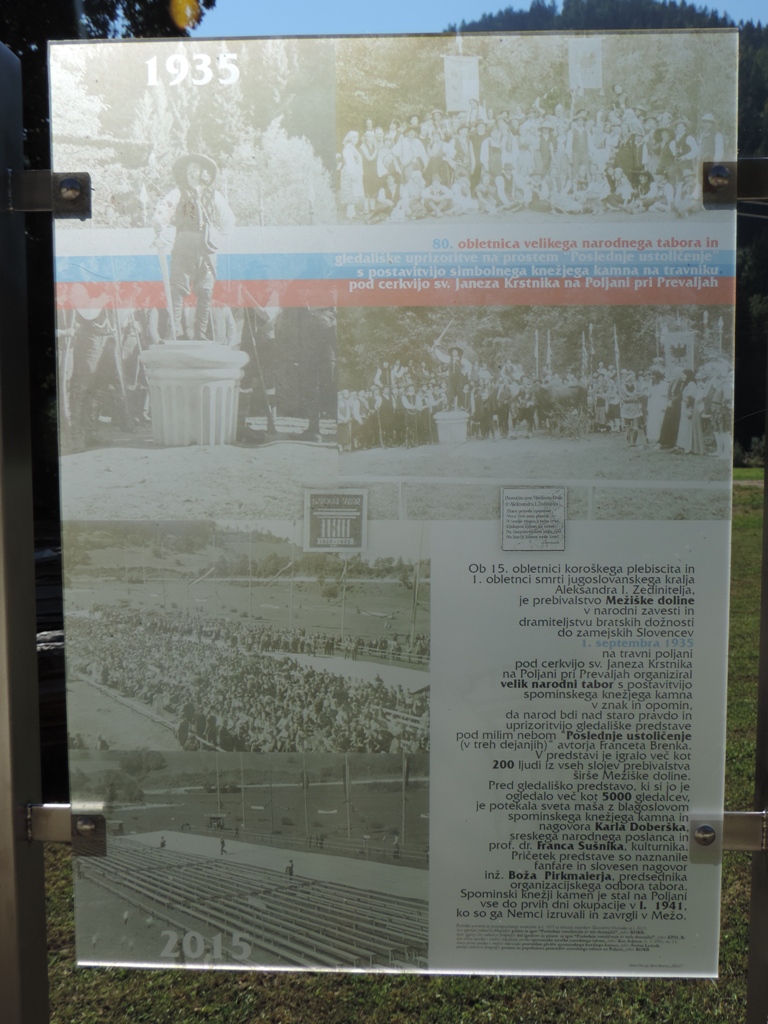 1935
80. obletnica velikega narodnega tabora in
gledališke uprizoritve na prostem "Poslednje ustoličenje"
s postavitvijo simbolnega knežjega kamna na travniku
pod cerkvijo sv. Janeza Krstnika na Poljani pri Prevaljah
Ob 15. obletnici koroškega plebiscita in
1. obletnci smrti jugoslovanskega kralja
Aleksandra I. Zedinitelja,
je prebivalstvo Mežiške doline
v narodni zavesti in
dramiteljstvu bratskih dožnosti
do zamejskih Slovencev
1. septembra 1935
na travni poljani
pod cerkvijo sv. Janeza Krstnika
na Poljani pri Prevaljah organiziral
velik narodni tabor s postavitvijo
spominskega knežjega kamna
v znak in opomin,
da narod bdi nad staro pravdo in
uprizoritvijo gledališke predstave
pod milim nebom "Poslednje ustoličenje
(v treh dejanjih)" avtorja Franceta Brenka.
V predstavi je igralo več kot
200 ljudi iz vseh slojev prebivalstva
širše Mežiške doline.
Pred gledališko predstavo, ki si jo je
ogledalo več kot 5000 gledalcev,
je potekala sveta maša z blagoslovom
spominskega knežjega kamna in
nagovora Karla Doberška,
sreskega narodnega poslanca in
prof. dr. Franca Sušnika, kulturnika.
Pričetek predstave so naznanile
fanfare in slovesen nagovor
inž. Boža Pirkmaierja, predsednika
organizacijskega odbora tabora.
Spominski knežji kamen je stal na Poljani
vse do prvih dni okupacije v l. 1941,
ko so ga Nemci izruvali in zavrgli v Mežo.
2015